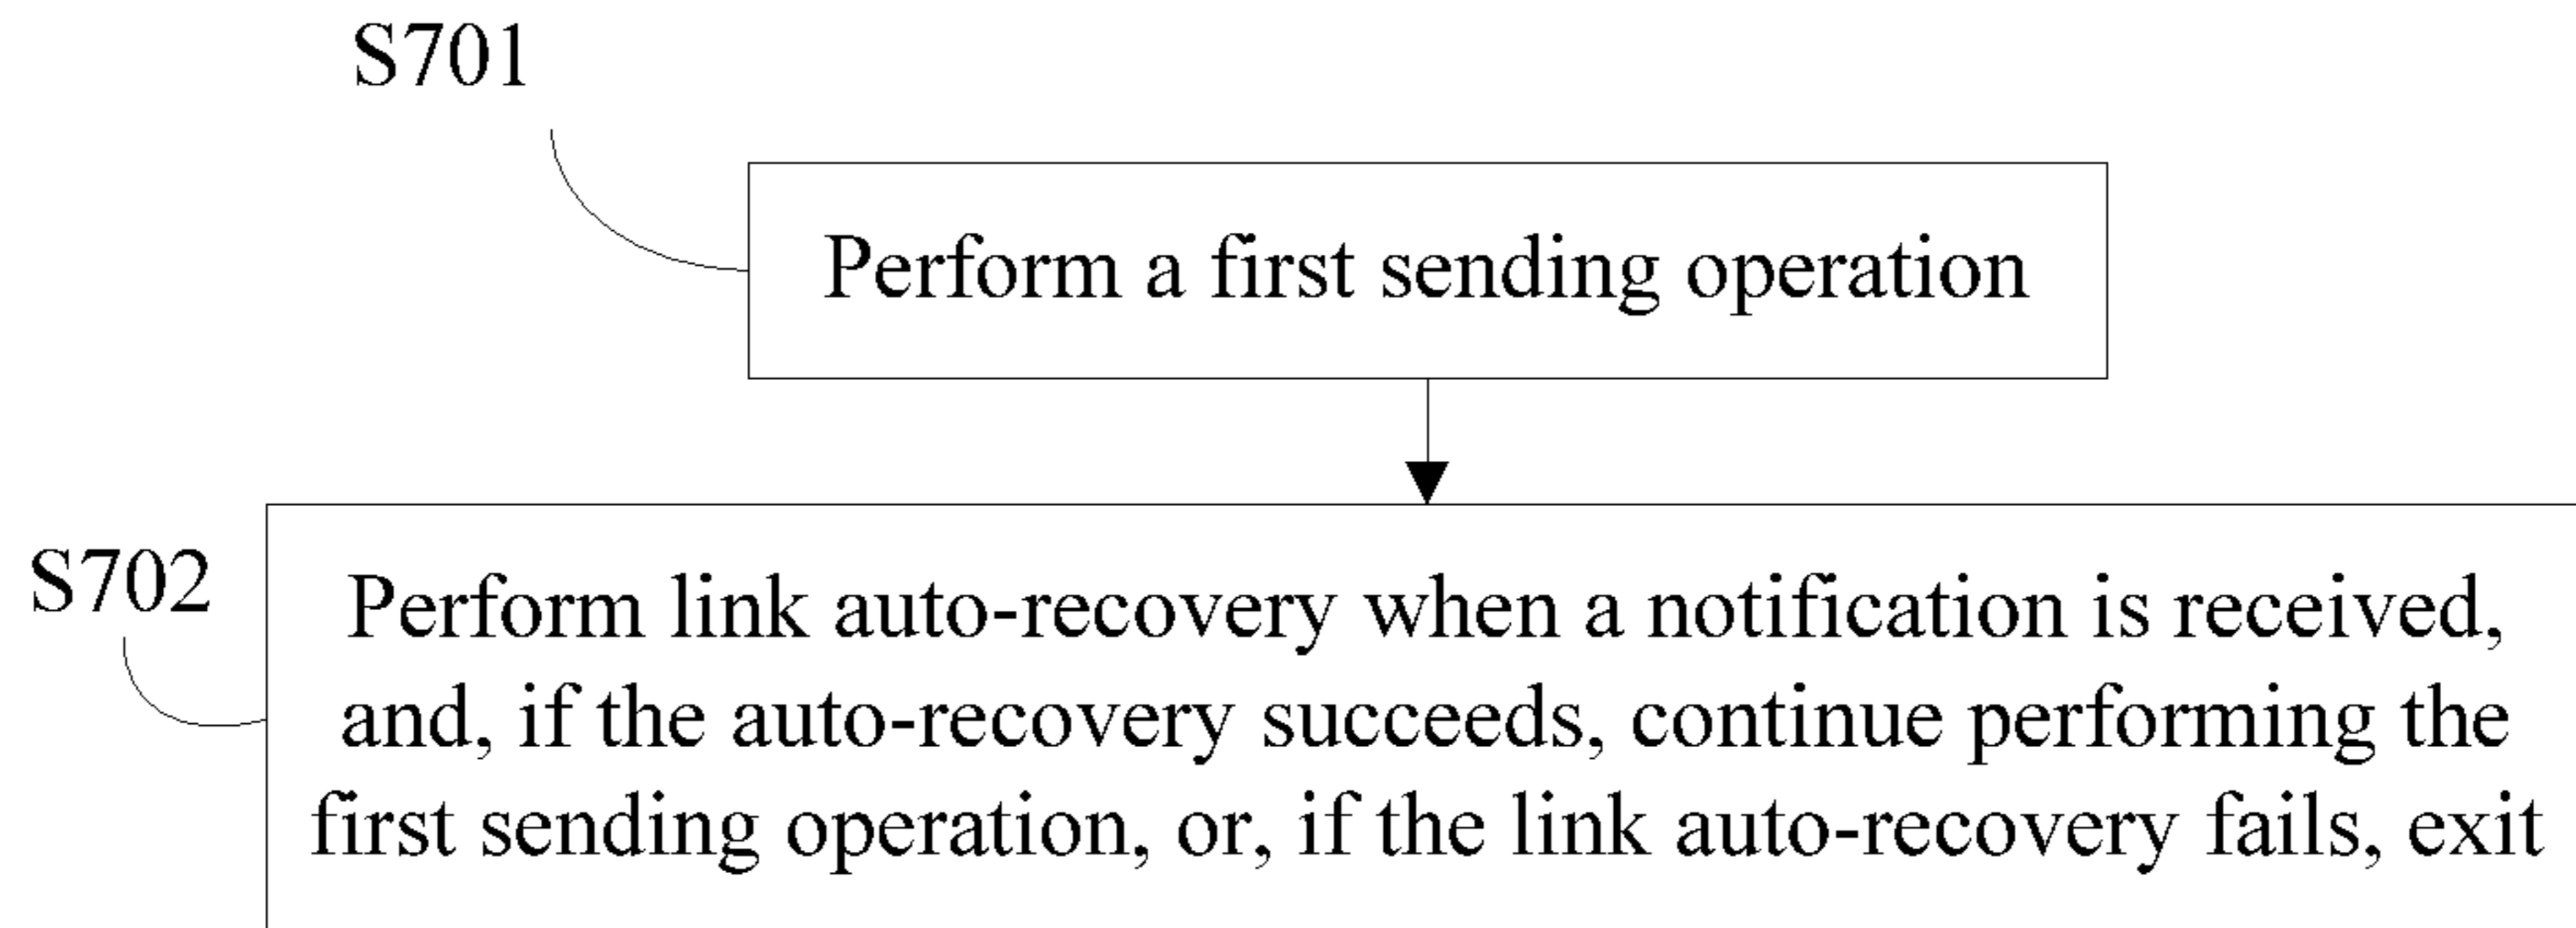 S701
Perform a first sending operation
S702
Perform link auto-recovery when a notification is received,
and, if the auto-recovery succeeds, continue performing the
first sending operation, or, if the link auto-recovery fails, exit